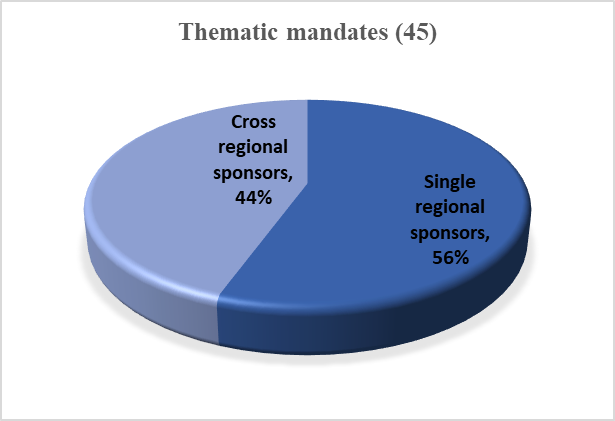 Thematic mandates (45)
Cross
regional
sponsors,
44%
Single
regional
sponsors,
56%